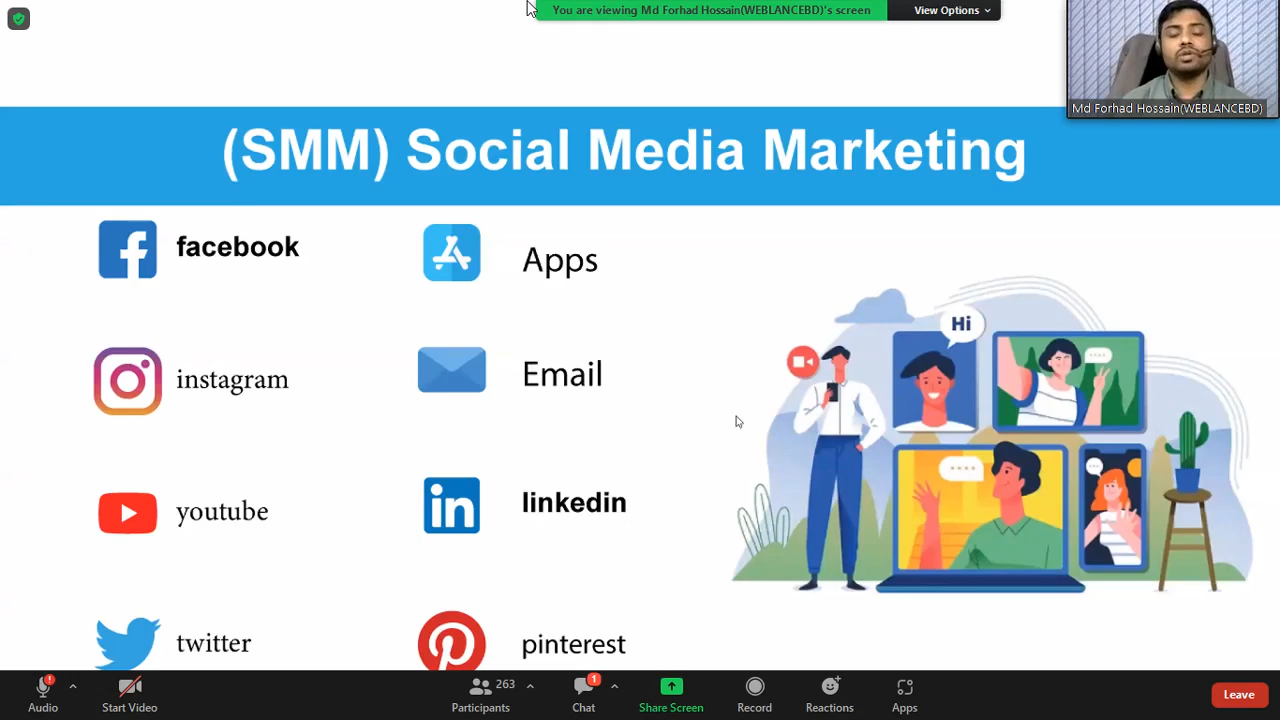 You are viewing Md Forhad Hossain(WEBLANCEBD)'s screen
View Options
Md Forhad Hossain(WEBLANCEBD)
(SMM) Social Media Marketing
facebook
Apps
Hi
instagram
Email
youtube
linkedin
twitter
pinterest
Audio
Start Video
263
Participants
1
Chat
Share Screen
Record
Reactions
Apps
Leave